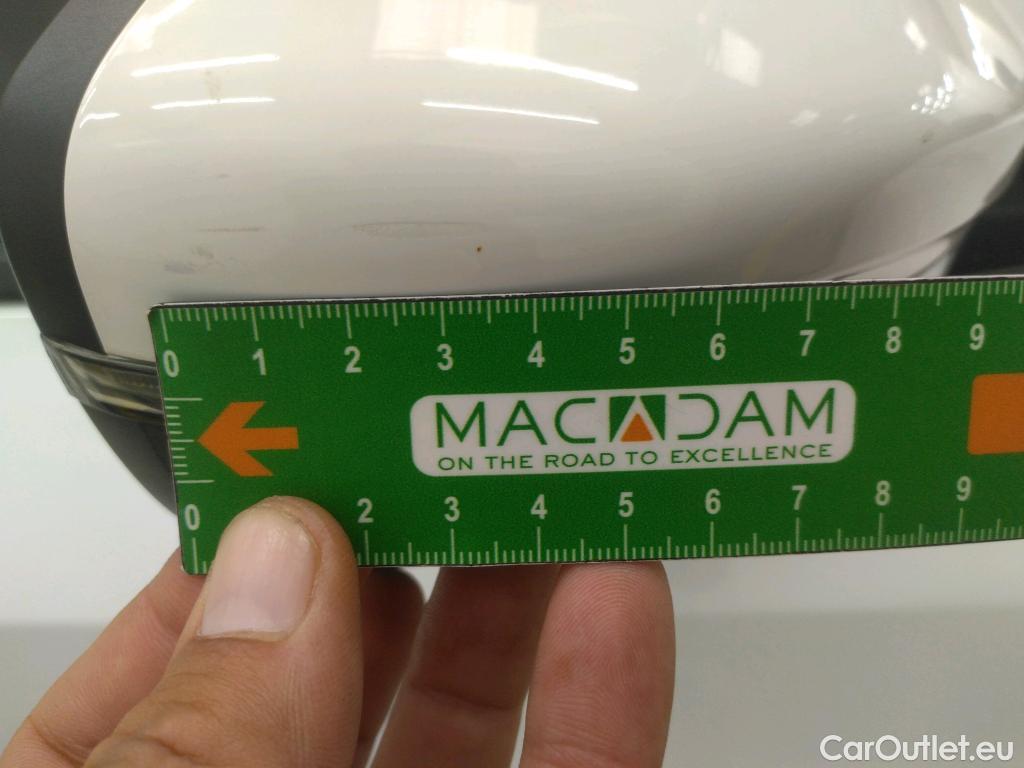 0 1 2 3 4 5 6 7 8 9
MACADAM
ON THE ROAD TO EXCELLENCE
0 2 3 4 5 6 7 8 9
CarOutlet.eu